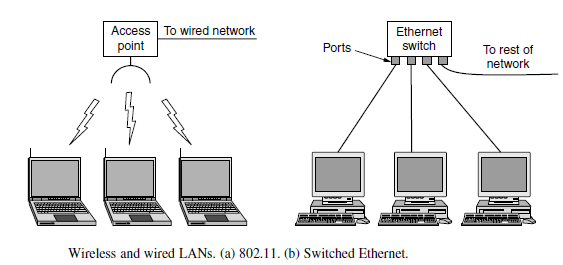 Access
point
To wired network
Ports
Ethernet
switch
To rest of
network
Wireless and wired LANs. (a) 802.11. (b) Switched Ethernet.